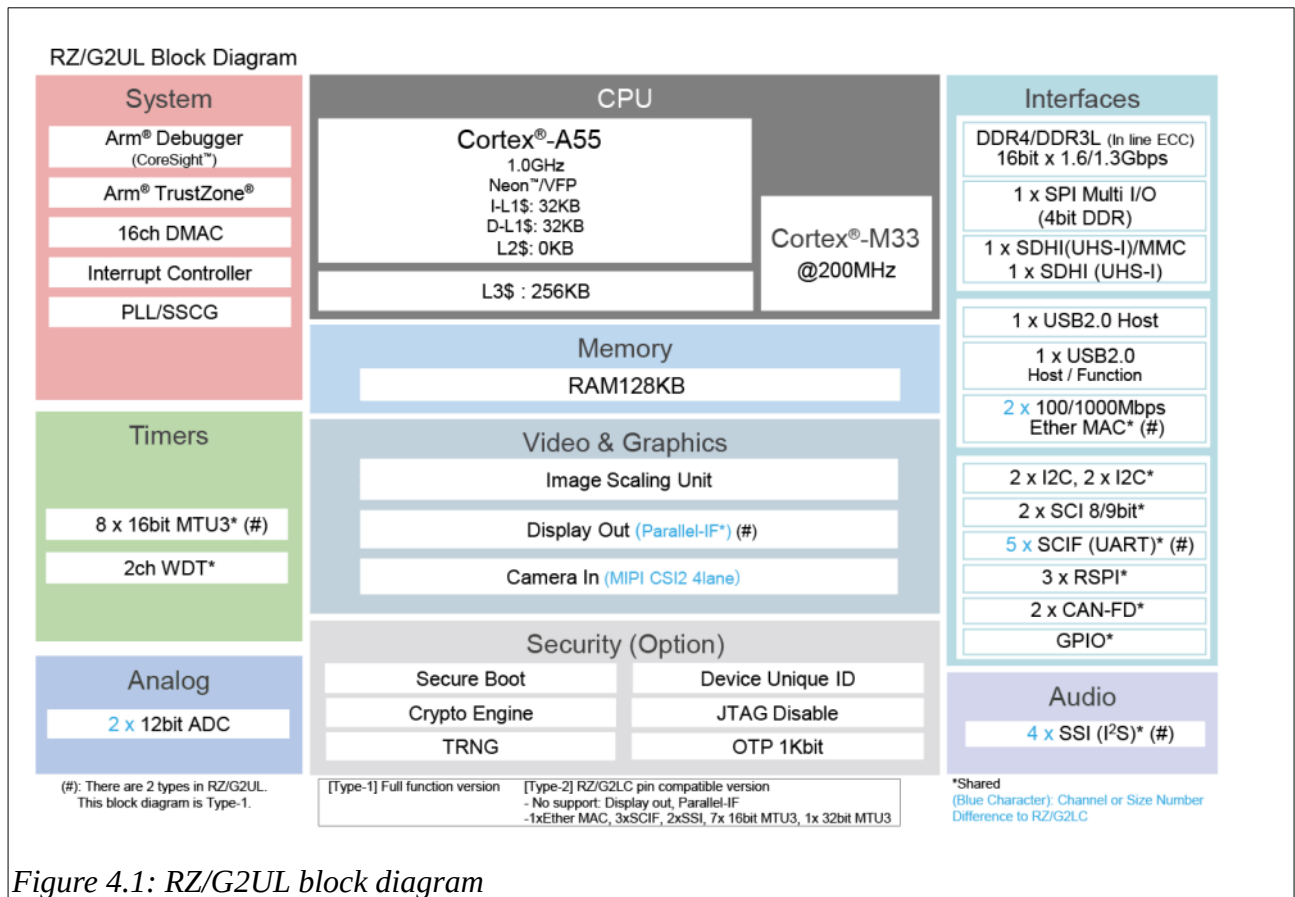 RZ/G2UL Block Diagram
System
Arm® Debugger
(CoreSight™)
Arm® TrustZone®
16ch DMAC
Interrupt Controller
PLL/SSCG
Timers
8 x 16bit MTU3* (#)
2ch WDT*
Analog
2 x 12bit ADC
CPU
Cortex®-A55
1.0GHz
Neon™/VFP
I-L1$: 32KB
D-L1$: 32KB
L2$: 0KB
L3$ : 256KB
Cortex®-M33
@200MHz
Memory
RAM128KB
Video & Graphics
Image Scaling Unit
Display Out (Parallel-IF*) (#)
Camera In (MIPI CSI2 4lane)
Security (Option)
Secure Boot
Device Unique ID
Crypto Engine
JTAG Disable
TRNG
OTP 1Kbit
Interfaces
DDR4/DDR3L (In line ECC)
16bit x 1.6/1.3Gbps
1 x SPI Multi I/O
(4bit DDR)
1 x SDHI(UHS-I)/MMC
1 x SDHI (UHS-I)
1 x USB2.0 Host
1 x USB2.0
Host / Function
2 x 100/1000Mbps
Ether MAC* (#)
2 x I2C, 2 x I2C*
2 x SCI 8/9bit*
5 x SCIF (UART)* (#)
3 x RSPI*
2 x CAN-FD*
GPIO*
Audio
4 x SSI (I²S)* (#)
(#): There are 2 types in RZ/G2UL.
This block diagram is Type-1.
[Type-1] Full function version
[Type-2] RZ/G2LC pin compatible version
- No support: Display out, Parallel-IF
-1xEther MAC, 3xSCIF, 2xSSI, 7x 16bit MTU3, 1x 32bit MTU3
*Shared
(Blue Character): Channel or Size Number
Difference to RZ/G2LC
Figure 4.1: RZ/G2UL block diagram